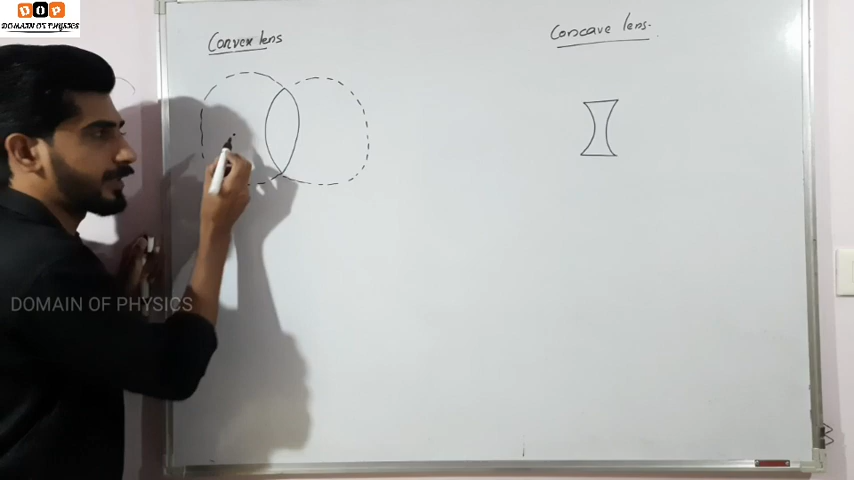 DOP
DOMAIN OF PHYSICS
Convex lens
Concave lens.
DOMAIN OF PHYSICS